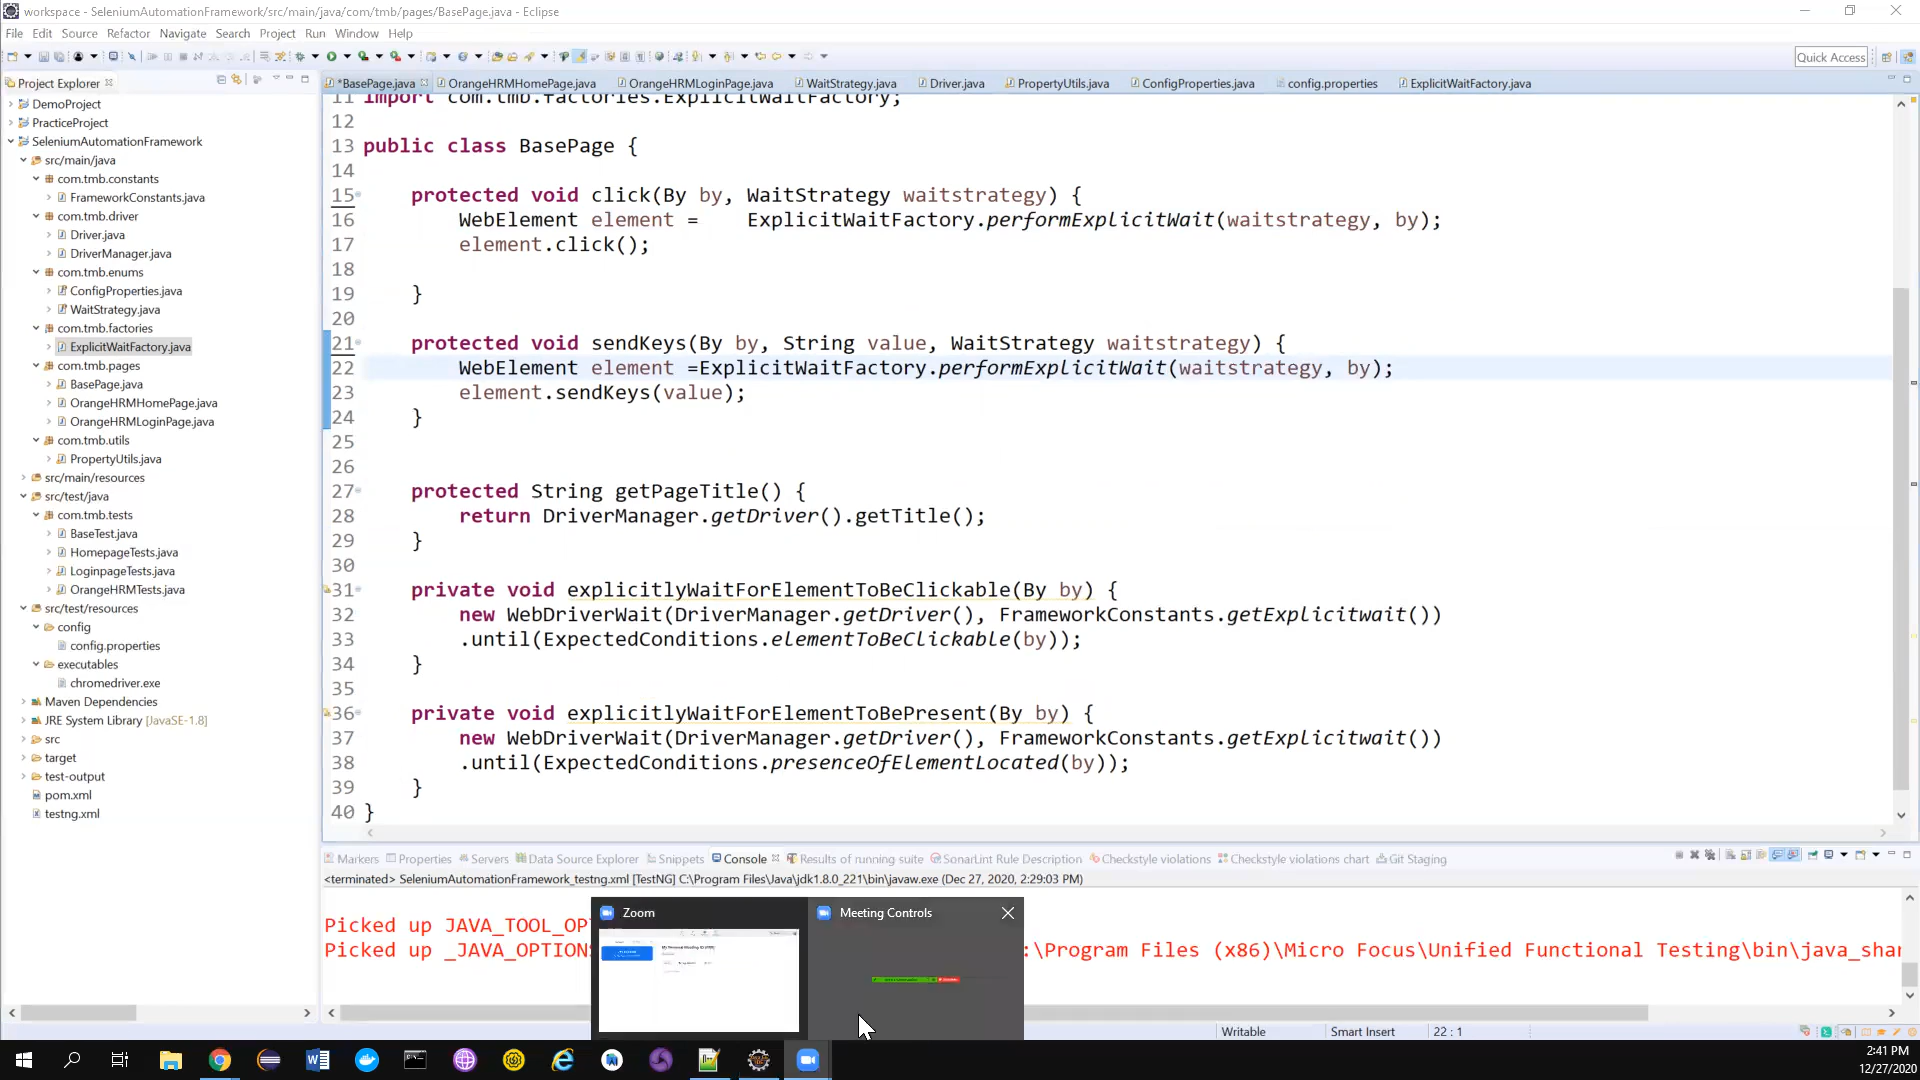 workspace - SeleniumAutomationFramework/src/main/java/com/tmb/pages/BasePage.java - Eclipse
File Edit Source Refactor Navigate Search Project Run Window Help
Quick Access
Project Explorer
DemoProject
PracticeProject
SeleniumAutomationFramework
src/main/java
com.tmb.constants
FrameworkConstants.java
com.tmb.driver
Driver.java
DriverManager.java
com.tmb.enums
ConfigProperties.java
WaitStrategy.java
com.tmb.factories
ExplicitWaitFactory.java
com.tmb.pages
BasePage.java
OrangeHRMHomePage.java
OrangeHRMLoginPage.java
com.tmb.utils
PropertyUtils.java
src/main/resources
src/test/java
com.tmb.tests
BaseTest.java
HomepageTests.java
LoginpageTests.java
OrangeHRMTests.java
src/test/resources
config
config.properties
executables
chromedriver.exe
Maven Dependencies
JRE System Library [JavaSE-1.8]
src
target
test-output
pom.xml
testng.xml
*BasePage.java OrangeHRMHomePage.java OrangeHRMLoginPage.java WaitStrategy.java Driver.java PropertyUtils.java ConfigProperties.java config.properties ExplicitWaitFactory.java
11 import com.tmb.factories.ExplicitWaitFactory;
12
13 public class BasePage {
14
15 protected void click(By by, WaitStrategy waitstrategy) {
16 WebElement element = ExplicitWaitFactory.performExplicitWait(waitstrategy, by);
17 element.click();
18
19 }
20
21 protected void sendKeys(By by, String value, WaitStrategy waitstrategy) {
22 WebElement element =ExplicitWaitFactory.performExplicitWait(waitstrategy, by);
23 element.sendKeys(value);
24 }
25
26
27 protected String getPageTitle() {
28 return DriverManager.getDriver().getTitle();
29 }
30
31 private void explicitlyWaitForElementToBeClickable(By by) {
32 new WebDriverWait(DriverManager.getDriver(), FrameworkConstants.getExplicitwait())
33 .until(ExpectedConditions.elementToBeClickable(by));
34 }
35
36 private void explicitlyWaitForElementToBePresent(By by) {
37 new WebDriverWait(DriverManager.getDriver(), FrameworkConstants.getExplicitwait())
38 .until(ExpectedConditions.presenceOfElementLocated(by));
39 }
40 }
Markers Properties Servers Data Source Explorer Snippets Console Results of running suite SonarLint Rule Description Checkstyle violations Checkstyle violations chart Git Staging
<terminated> SeleniumAutomationFramework_testng.xml [TestNG] C:\Program Files\Java\jdk1.8.0_221\bin\javaw.exe (Dec 27, 2020, 2:29:03 PM)
Picked up JAVA_TOOL_OP
Picked up _JAVA_OPTIONS :\Program Files (x86)\Micro Focus\Unified Functional Testing\bin\java_shar
Zoom
Meeting Controls
Writable Smart Insert 22 : 1
2:41 PM
12/27/2020